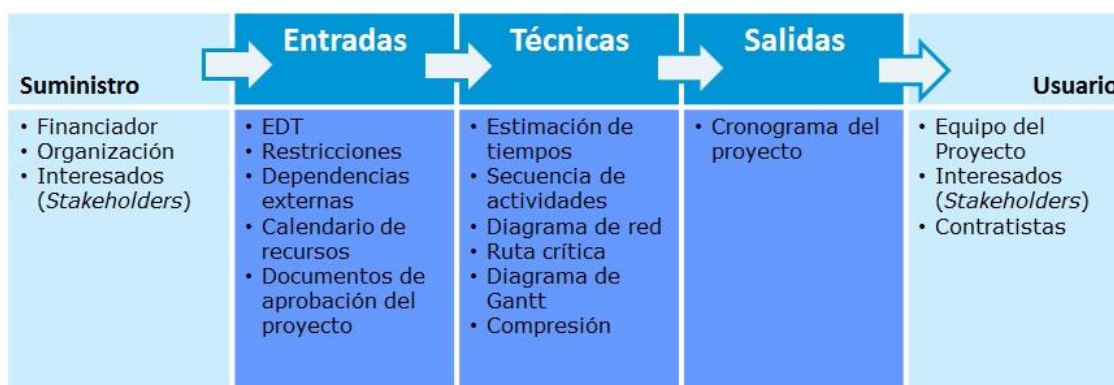 Suministro
Entradas
Técnicas
Salidas
Usuario
• Financiador
• Organización
• Interesados
(Stakeholders)
• EDT
• Restricciones
• Dependencias
externas
• Calendario de
recursos
• Documentos de
aprobación del
proyecto
• Estimación de
tiempos
• Secuencia de
actividades
• Diagrama de red
• Ruta crítica
• Diagrama de
Gantt
• Compresión
• Cronograma del
proyecto
• Equipo del
Proyecto
• Interesados
(Stakeholders)
• Contratistas